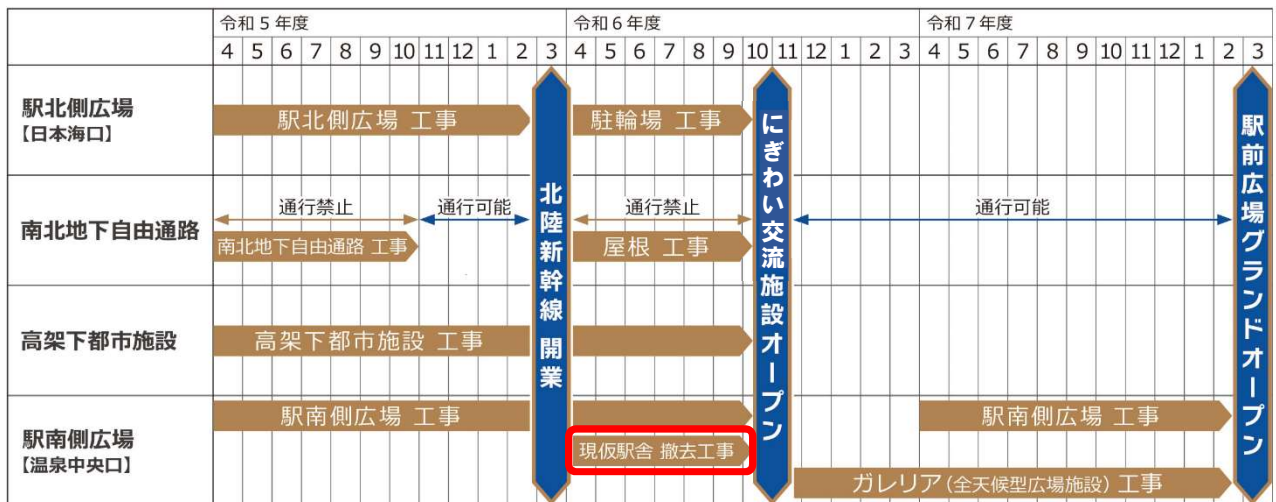 令和5年度 令和6年度 令和7年度
4 5 6 7 8 9 10 11 12 1 2 3 4 5 6 7 8 9 10 11 12 1 2 3 4 5 6 7 8 9 10 11 12 1 2 3
駅北側広場
【日本海口】
駅北側広場 工事
駐輪場 工事
南北地下自由通路
通行禁止
通行可能
通行禁止
通行可能
南北地下自由通路 工事
屋根 工事
高架下都市施設
高架下都市施設 工事
駅南側広場
【温泉中央口】
駅南側広場 工事
駅南側広場 工事
現仮駅舎 撤去工事
ガレリア(全天候型広場施設)工事
北陸新幹線 開業
にぎわい交流施設オープン
駅前広場グランドオープン